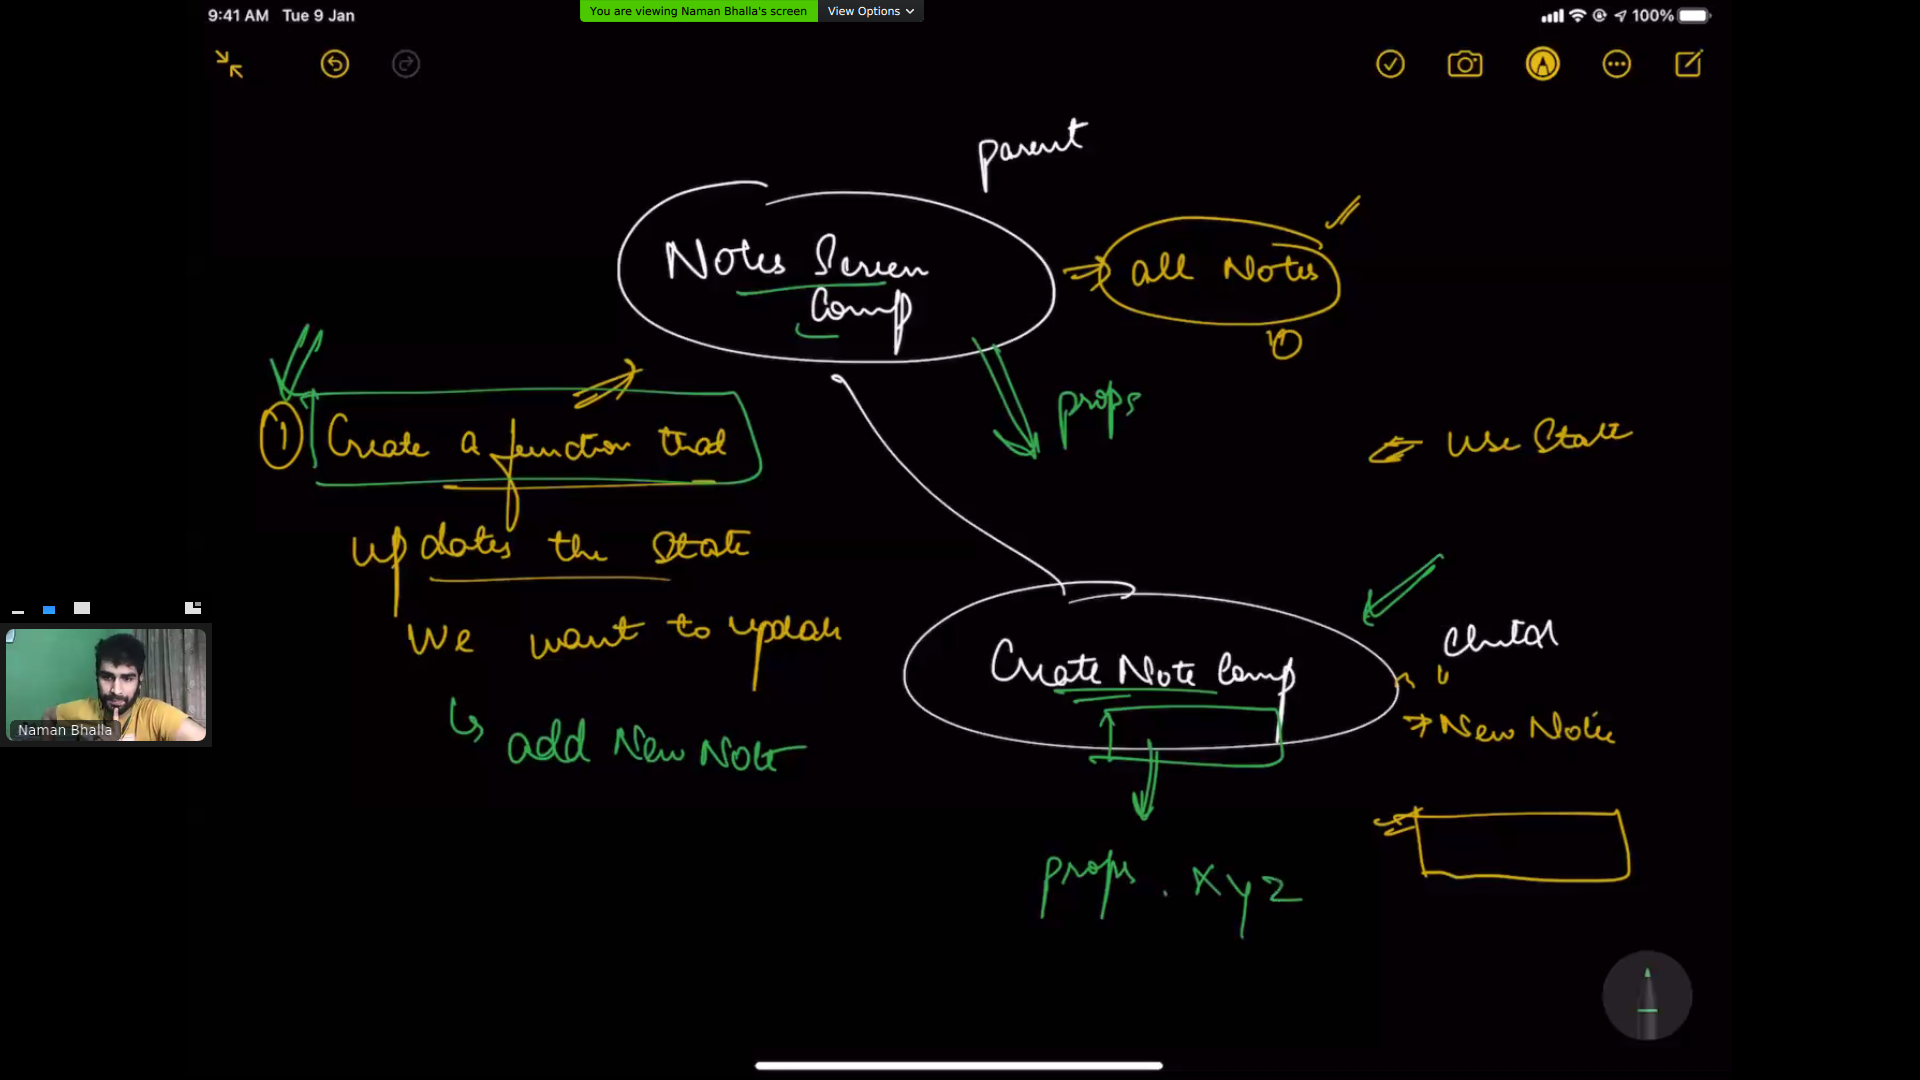 9:41 AM Tue 9 Jan
You are viewing Naman Bhalla's screen View Options
100%
parent
Notes Screen
Comp
all Notes
props
① Create a function that
Use State
updates the State
We want to update
Create Note Comp
Child
New Note
add New Note
Naman Bhalla
props . xyz